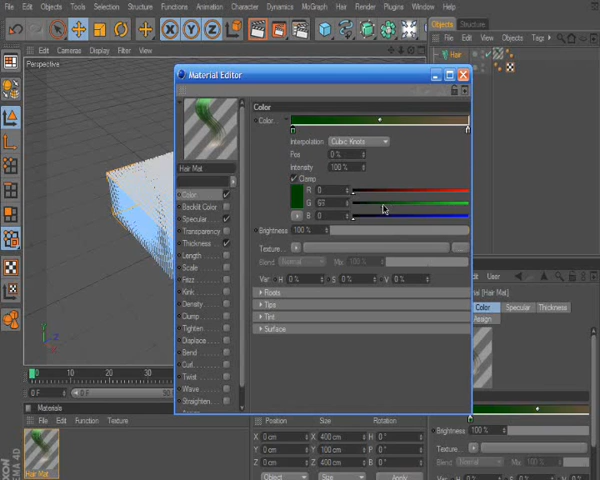 File Edit Objects Tools Selection Structure Functions Animation Character Dynamics MoGraph Hair Render Plugins Window Help
Objects Structure
File Edit View Objects Tags
Edit Cameras Display Filter View
Perspective
Hair
Material Editor
Hair Mat
Color
Backlit Color
Specular
Transparency
Thickness
Length
Scale
Frizz
Kink
Density
Clump
Tighten
Displace
Bend
Curl
Twist
Wave
Straighten
Color
Color
Interpolation Cubic Knots
Pos 0 %
Intensity 100 %
Clamp
R 0
G
B 0
Brightness 100 %
Texture
Blend Normal Mix 100 %
Var: H 0 % S 0 % V 0 %
Roots
Tips
Tint
Surface
User
[Hair Mat]
Color Specular Thickness
Assign
Brightness 100 %
Texture
Blend Normal Mix 100 %
0 10 20 30
0 F 0 F
Materials
File Edit Function Texture
Hair Mat
Position Size Rotation
X 0 cm X 400 cm H 0 °
Y 0 cm Y 100 cm P 0 °
Z 0 cm Z 400 cm B 0 °
Object Size Apply